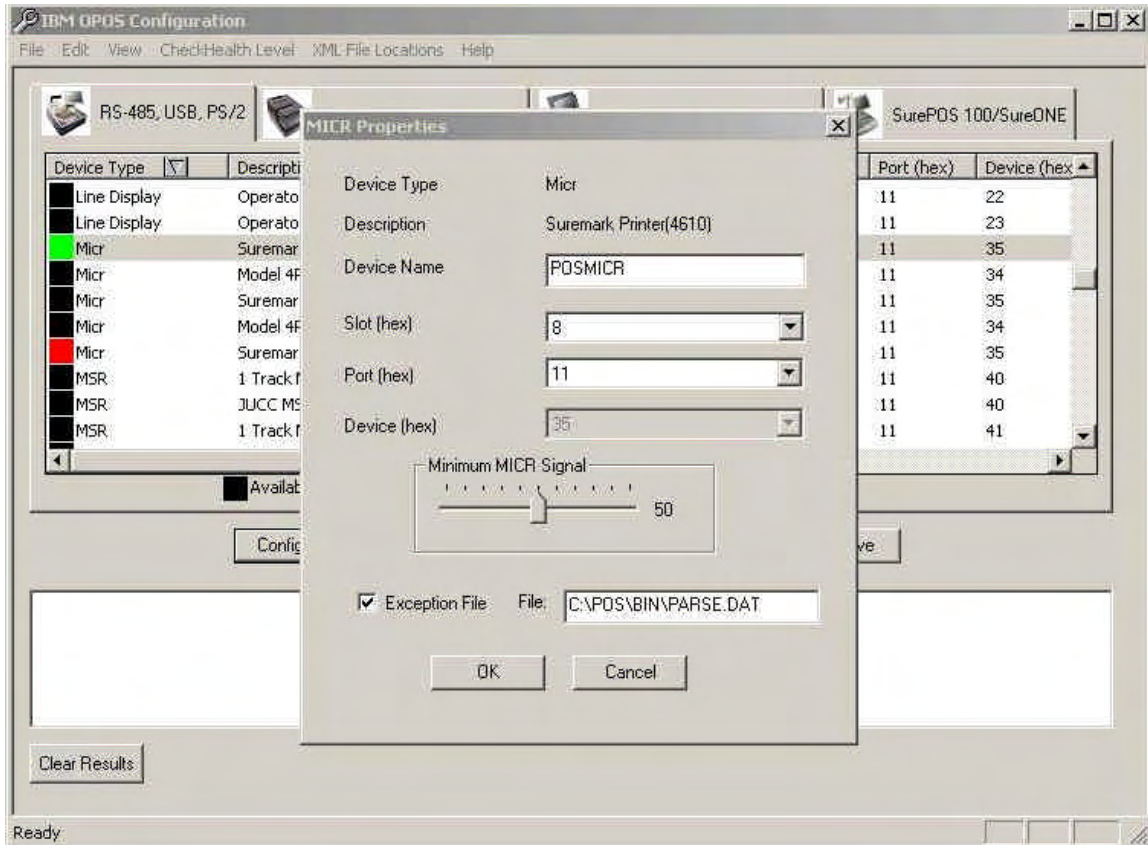 IBM OPOS Configuration
File Edit View CheckHealth Level XML File Locations Help
RS-485, USB, PS/2
SurePOS 100/SureONE
Device Type Descripti Port (hex) Device (hex
Line Display Operato 11 22
Line Display Operato 11 23
Micr Suremar 11 35
Micr Model 4P 11 34
Micr Suremar 11 35
Micr Model 4P 11 34
Micr Suremar 11 35
MSR 1 Track 11 40
MSR JUCC MS 11 40
MSR 1 Track 11 41
Availab
Config
ve
Clear Results
Ready
MICR Properties
Device Type Micr
Description Suremark Printer(4610)
Device Name POSMICR
Slot (hex) 8
Port (hex) 11
Device (hex) 35
Minimum MICR Signal
50
Exception File File: C:\POS\BIN\PARSE.DAT
OK Cancel